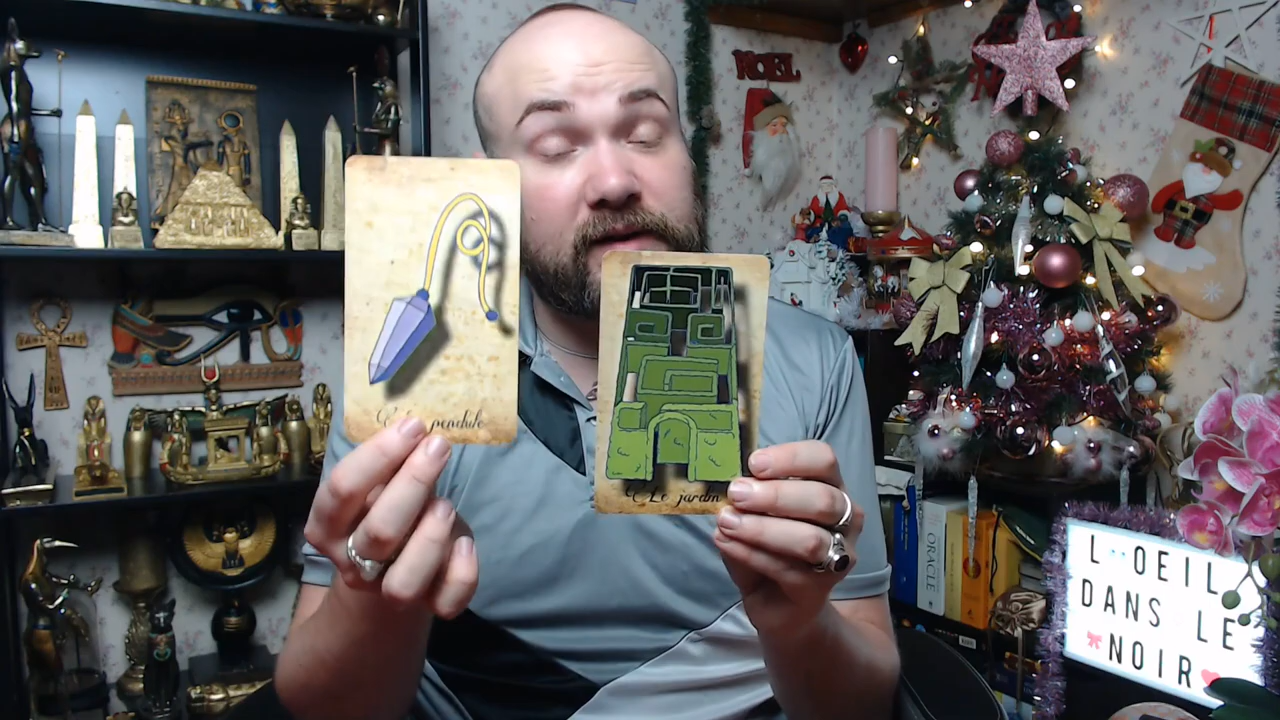 NOEL
Le pendule
Le jardin
ORACLE
L'OEIL
DANS LE
NOIR